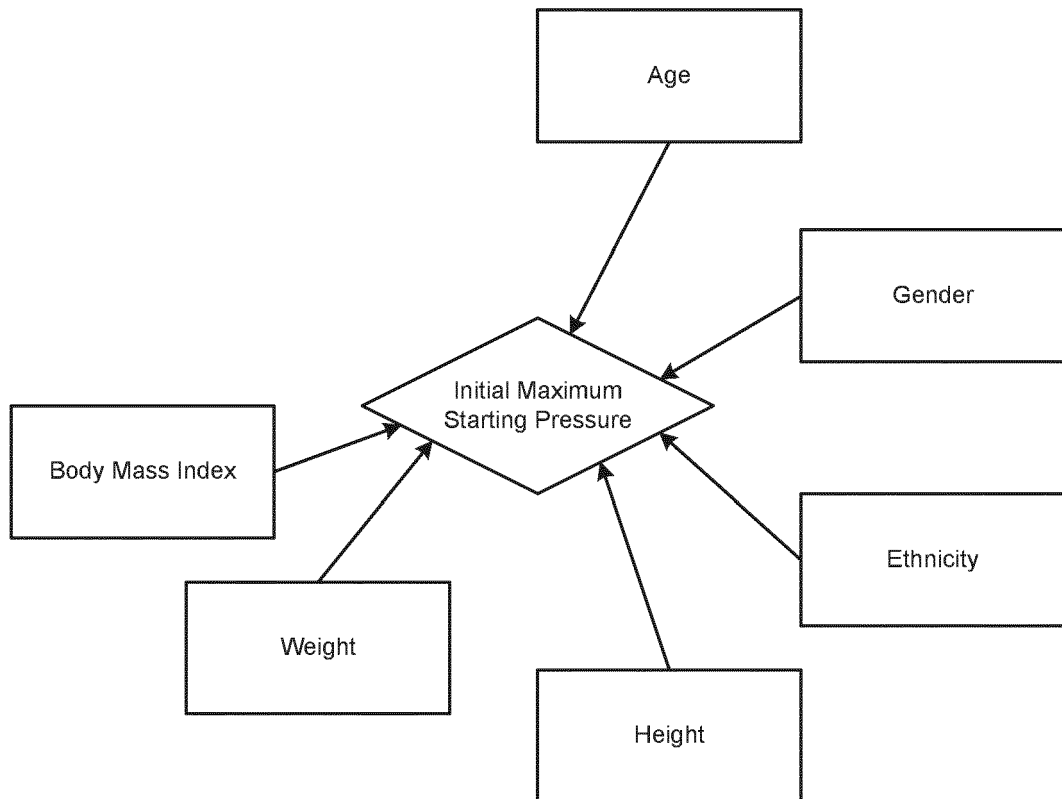 Age
Gender
Initial Maximum
Starting Pressure
Body Mass Index
Ethnicity
Weight
Height